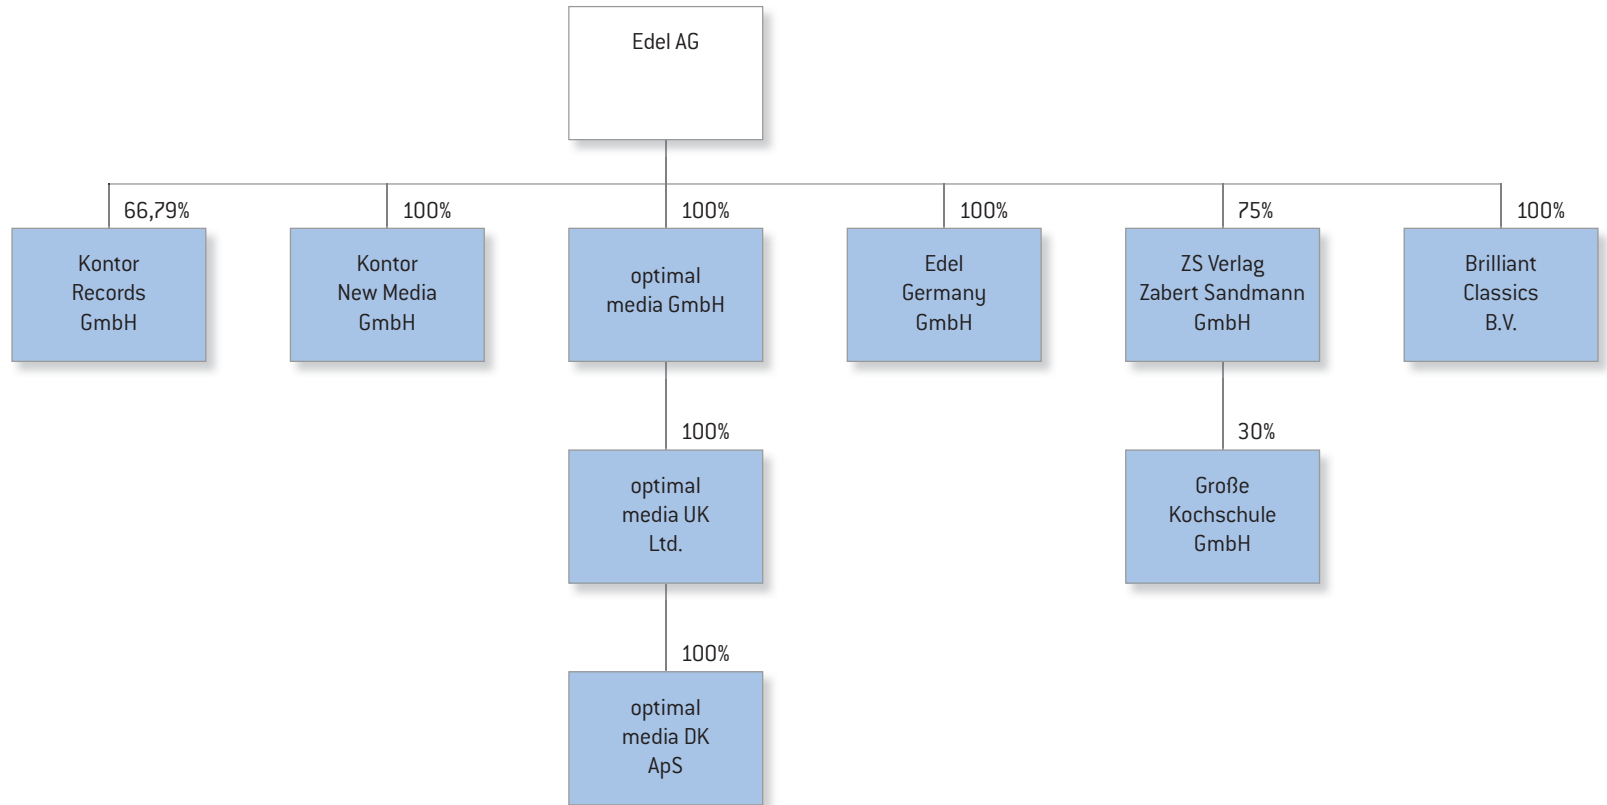 Edel AG
66,79%
100%
100%
100%
75%
100%
Kontor
Records
GmbH
Kontor
New Media
GmbH
optimal
media GmbH
Edel
Germany
GmbH
ZS Verlag
Zabert Sandmann
GmbH
Brilliant
Classics
B.V.
100%
30%
optimal
media UK
Ltd.
Große
Kochschule
GmbH
100%
optimal
media DK
ApS